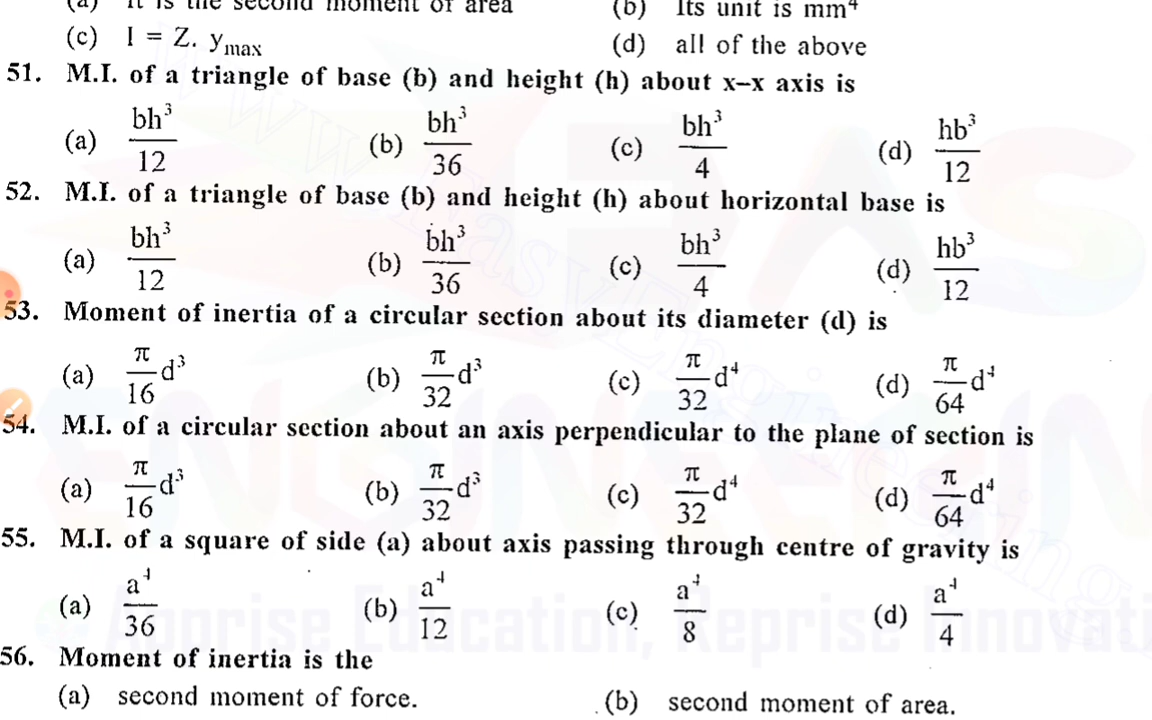 (a) It is the second moment of area (b) Its unit is mm⁴
(c) I = Z. yₘₐₓ (d) all of the above
51. M.I. of a triangle of base (b) and height (h) about x–x axis is
(a) bh³/12 (b) bh³/36 (c) bh³/4 (d) hb³/12
52. M.I. of a triangle of base (b) and height (h) about horizontal base is
(a) bh³/12 (b) bh³/36 (c) bh³/4 (d) hb³/12
53. Moment of inertia of a circular section about its diameter (d) is
(a) π/16 d³ (b) π/32 d³ (c) π/32 d⁴ (d) π/64 d⁴
54. M.I. of a circular section about an axis perpendicular to the plane of section is
(a) π/16 d³ (b) π/32 d³ (c) π/32 d⁴ (d) π/64 d⁴
55. M.I. of a square of side (a) about axis passing through centre of gravity is
(a) a⁴/36 (b) a⁴/12 (c) a⁴/8 (d) a⁴/4
56. Moment of inertia is the
(a) second moment of force. (b) second moment of area.